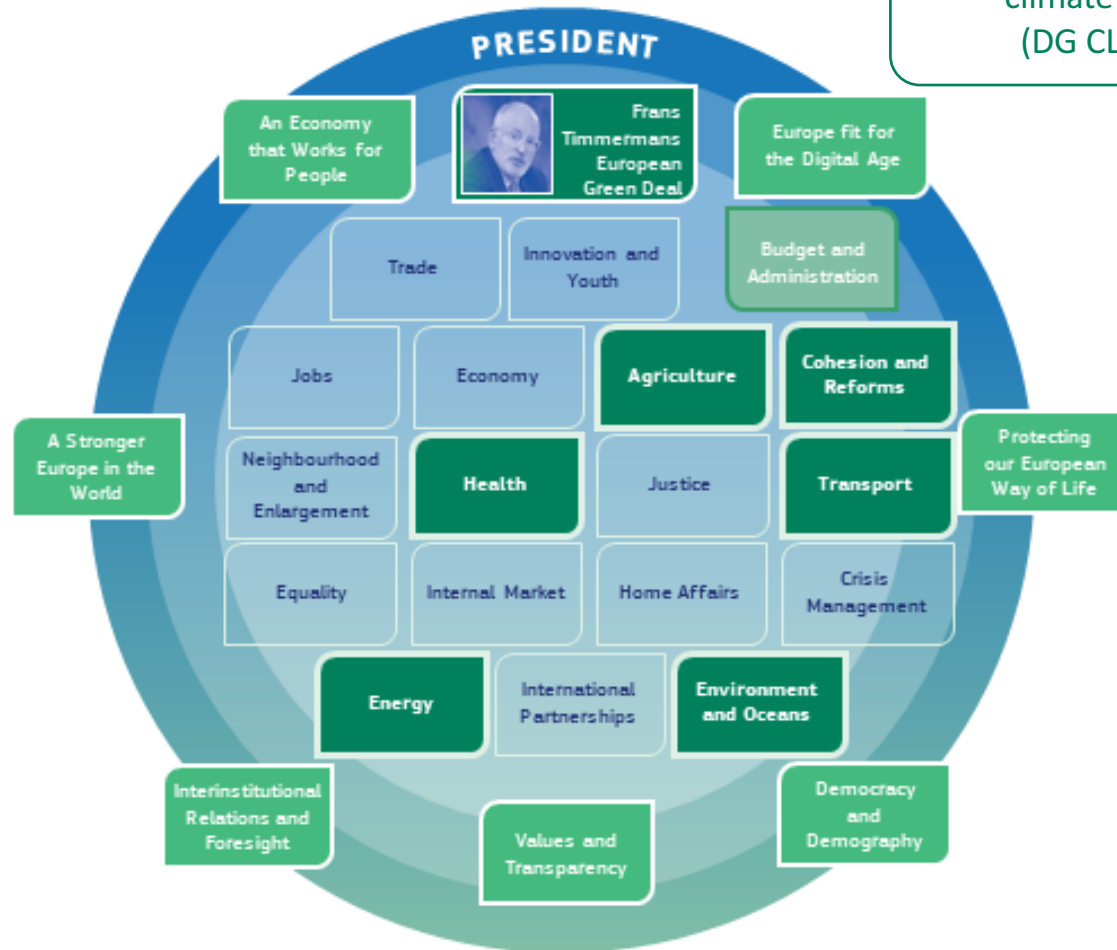 climate
(DG CL
PRESIDENT
An Economy
that Works for
People
Frans
Timmermans
European
Green Deal
Europe fit for
the Digital Age
Trade
Innovation and
Youth
Budget and
Administration
Jobs
Economy
Agriculture
Cohesion and
Reforms
A Stronger
Europe in the
World
Neighbourhood
and
Enlargement
Health
Justice
Transport
Protecting
our European
Way of Life
Equality
Internal Market
Home Affairs
Crisis
Management
Energy
International
Partnerships
Environment
and Oceans
Interinstitutional
Relations and
Foresight
Values and
Transparency
Democracy
and
Demography